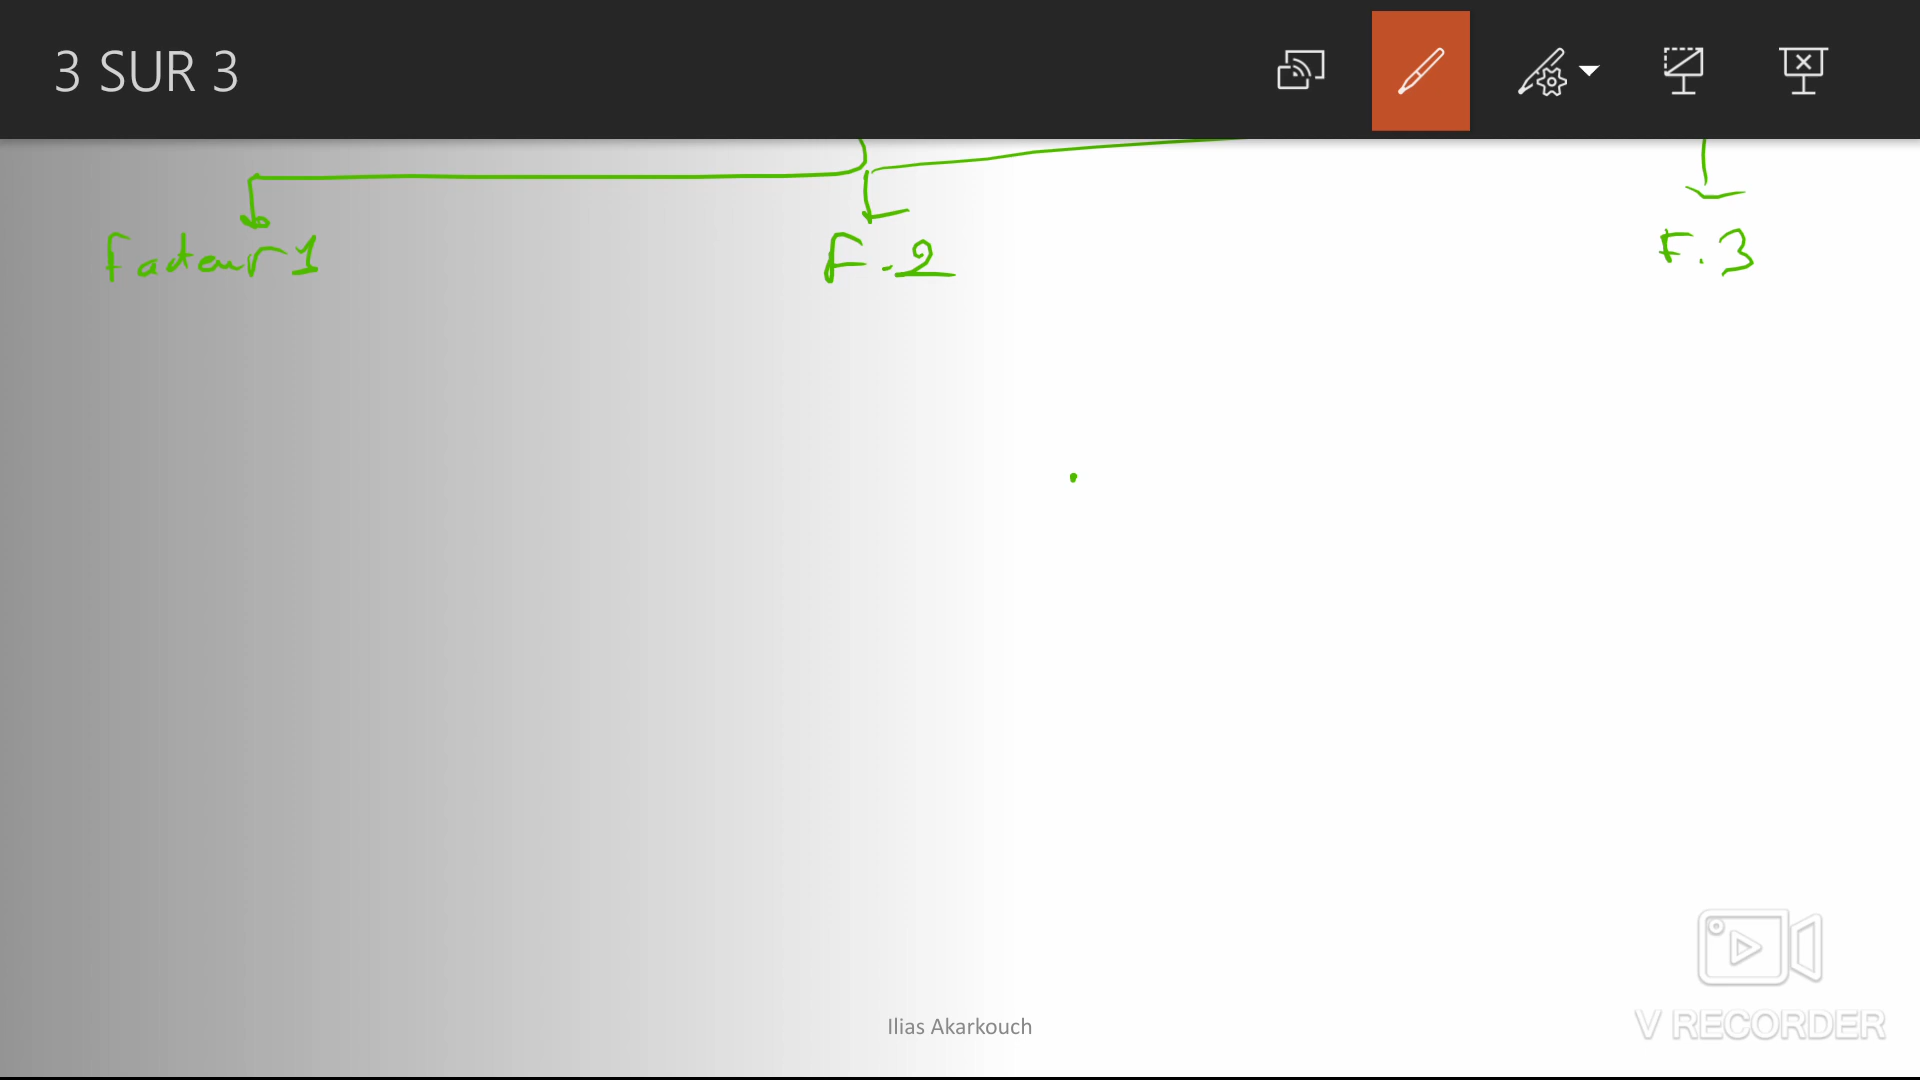 3 SUR 3
Facteur 1 F.2 F.3
Ilias Akarkouch
V RECORDER